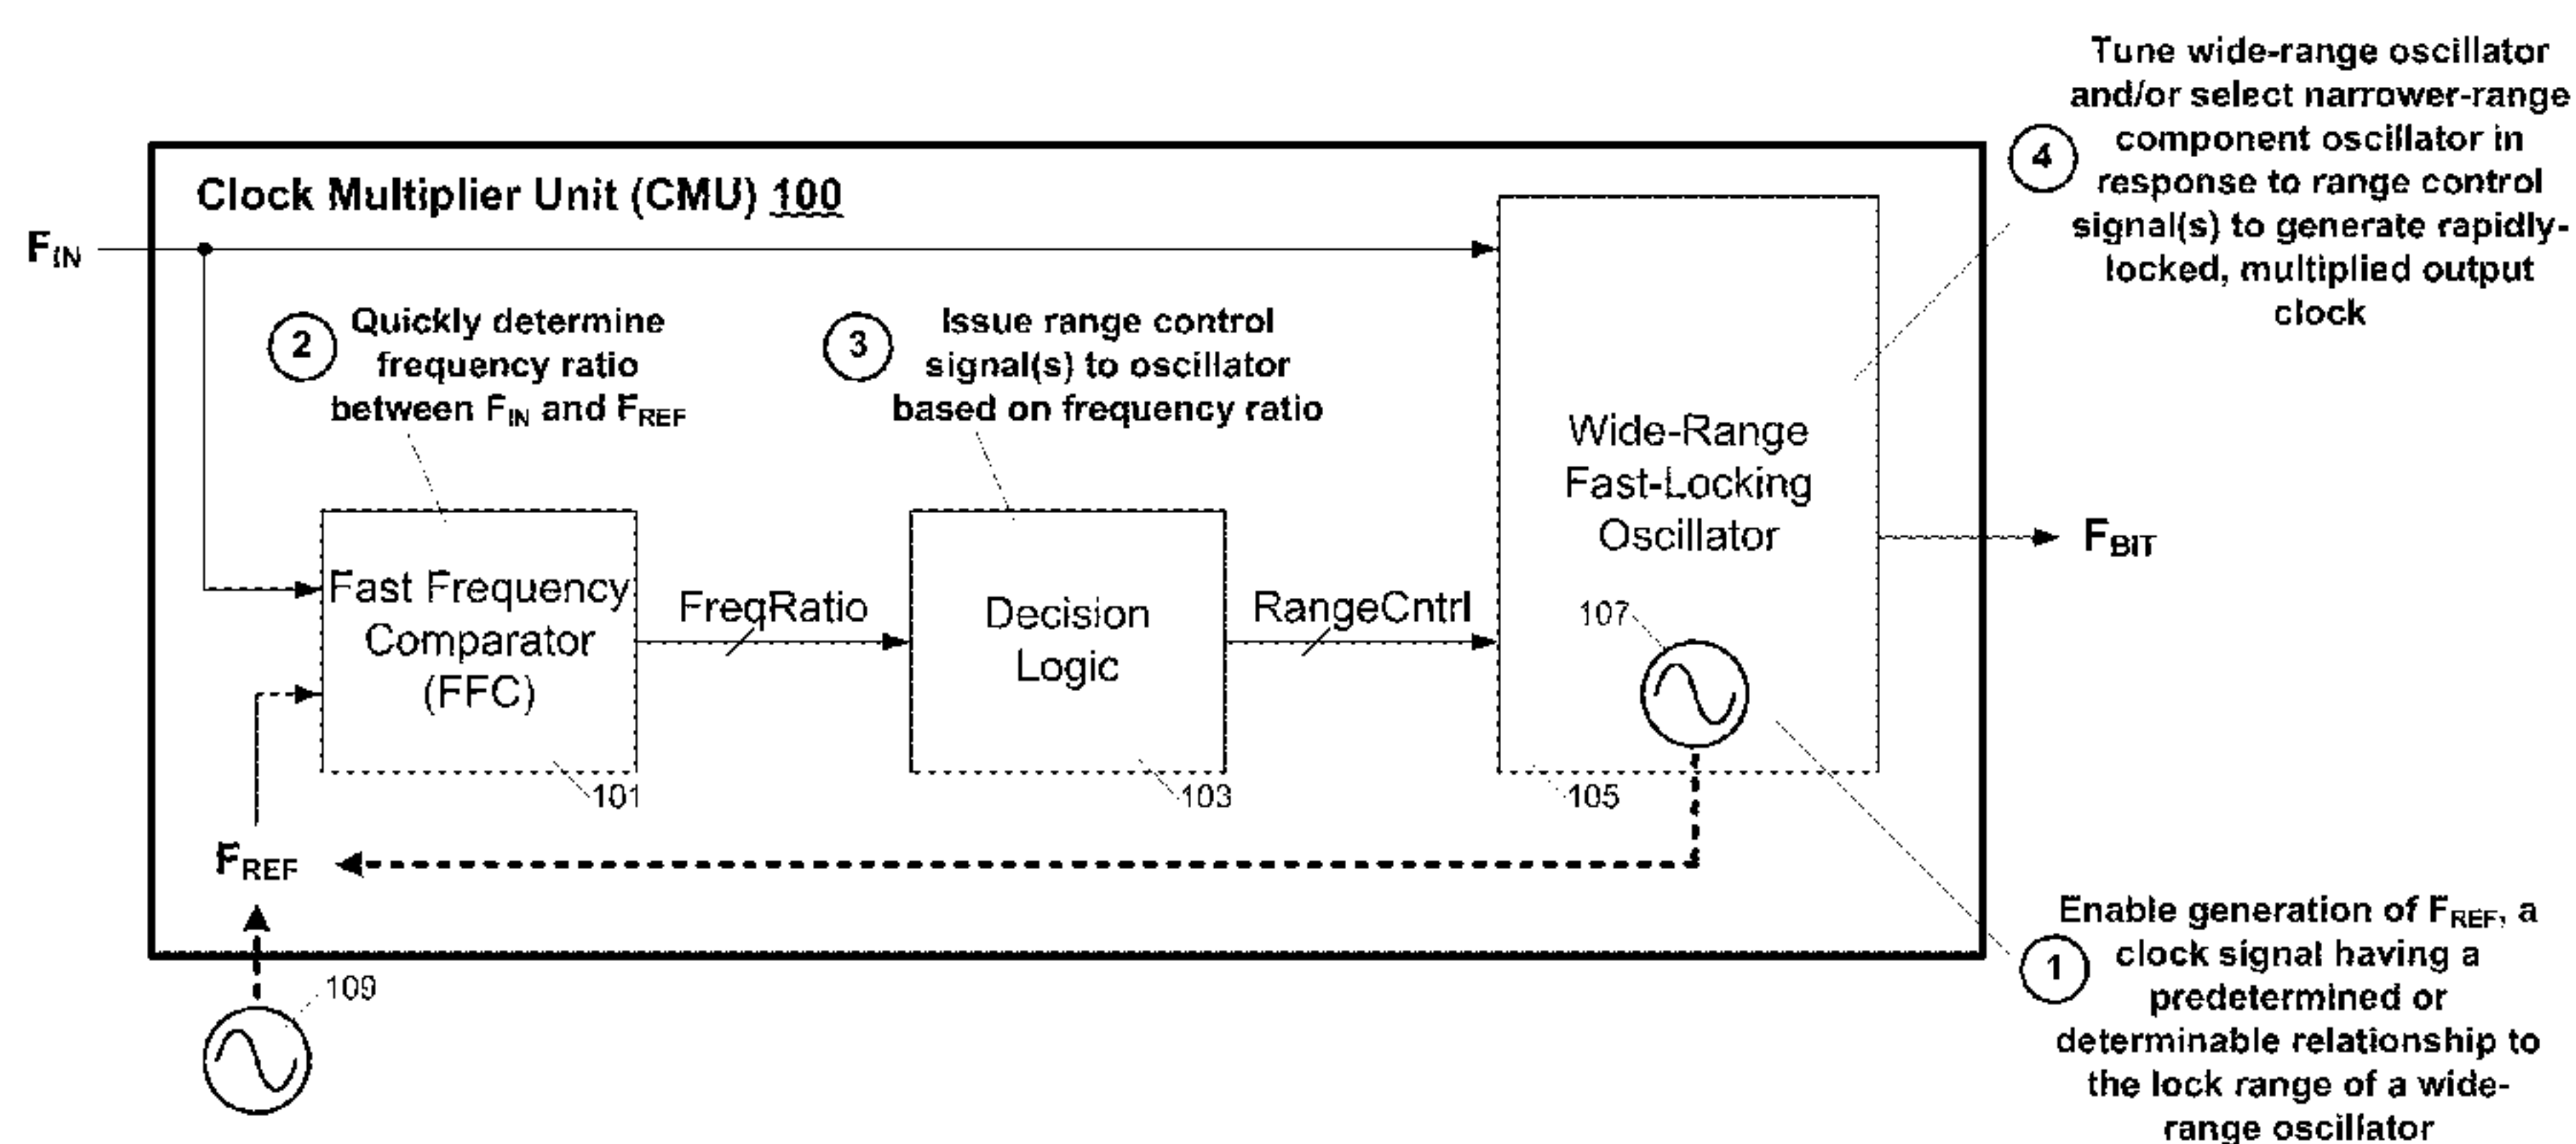 Tune wide-range oscillator
and/or select narrower-range
component oscillator in
response to range control
signal(s) to generate rapidly-
locked, multiplied output
clock
4
Clock Multiplier Unit (CMU) 100
FIN
2
Quickly determine
frequency ratio
between FIN and FREF
3
Issue range control
signal(s) to oscillator
based on frequency ratio
Wide-Range
Fast-Locking
Oscillator
FBIT
Fast Frequency
Comparator
(FFC)
FreqRatio
Decision
Logic
RangeCntrl
107
101
103
105
FREF
109
1
Enable generation of FREF, a
clock signal having a
predetermined or
determinable relationship to
the lock range of a wide-
range oscillator